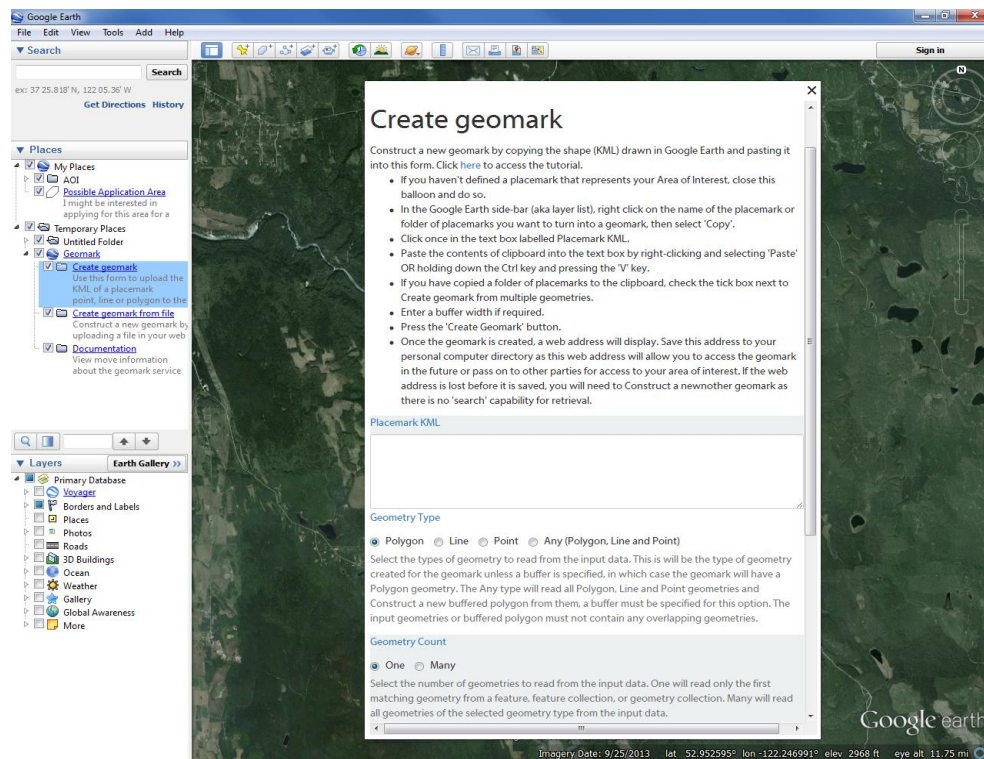 Google Earth
File Edit View Tools Add Help
▼ Search
Sign in
Search
ex: 37 25.818' N, 122 05.36' W
Get Directions History
▼ Places
My Places
AOI
Possible Application Area
I might be interested in
applying for this area for a
Temporary Places
Untitled Folder
Geomark
Create geomark
Use this form to upload the
KML of a placemark
point, line or polygon to the
Create geomark from file
Construct a new geomark by
uploading a file in your web
Documentation
View move information
about the geomark service
▼ Layers
Earth Gallery >>
Primary Database
Voyager
Borders and Labels
Places
Photos
Roads
3D Buildings
Ocean
Weather
Gallery
Global Awareness
More
N
Create geomark
Construct a new geomark by copying the shape (KML) drawn in Google Earth and pasting it
into this form. Click here to access the tutorial.
• If you haven't defined a placemark that represents your Area of Interest, close this
balloon and do so.
• In the Google Earth side-bar (aka layer list), right click on the name of the placemark or
folder of placemarks you want to turn into a geomark, then select 'Copy'.
• Click once in the text box labelled Placemark KML.
• Paste the contents of clipboard into the text box by right-clicking and selecting 'Paste'
OR holding down the Ctrl key and pressing the 'V' key.
• If you have copied a folder of placemarks to the clipboard, check the tick box next to
Create geomark from multiple geometries.
• Enter a buffer width if required.
• Press the 'Create Geomark' button.
• Once the geomark is created, a web address will display. Save this address to your
personal computer directory as this web address will allow you to access the geomark
in the future or pass on to other parties for access to your area of interest. If the web
address is lost before it is saved, you will need to Construct a newnother geomark as
there is no 'search' capability for retrieval.
Placemark KML
Geometry Type
Polygon Line Point Any (Polygon, Line and Point)
Select the types of geometry to read from the input data. This is will be the type of geometry
created for the geomark unless a buffer is specified, in which case the geomark will have a
Polygon geometry. The Any type will read all Polygon, Line and Point geometries and
Construct a new buffered polygon from them, a buffer must be specified for this option. The
input geometries or buffered polygon must not contain any overlapping geometries.
Geometry Count
One Many
Select the number of geometries to read from the input data. One will read only the first
matching geometry from a feature, feature collection, or geometry collection. Many will read
all geometries of the selected geometry type from the input data.
Google earth
Imagery Date: 9/25/2013 lat 52.952595° lon -122.246991° elev 2968 ft eye alt 11.75 mi